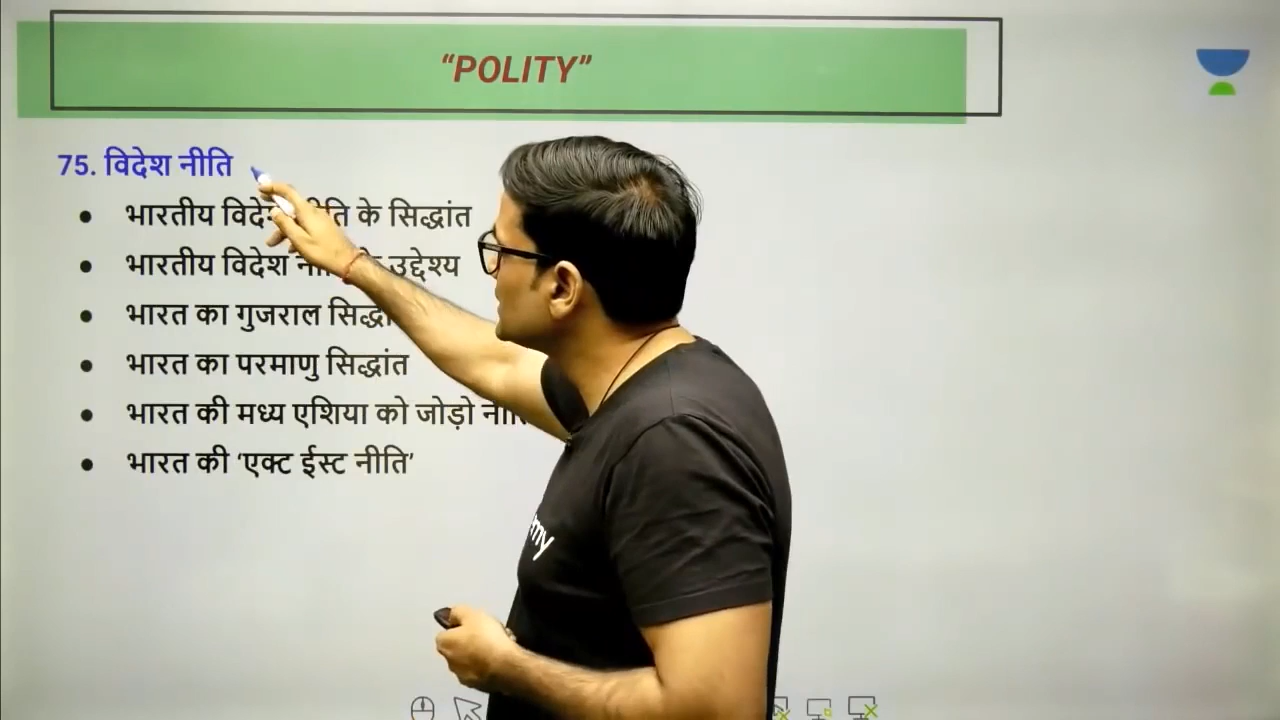 “POLITY”
75. विदेश नीति
भारतीय विदेश नीति के सिद्धांत
भारतीय विदेश उद्देश्य
भारत का गुजराल
भारत का परमाणु सिद्धांत
भारत की मध्य एशिया को जोड़ो
भारत की ‘एक्ट ईस्ट नीति’